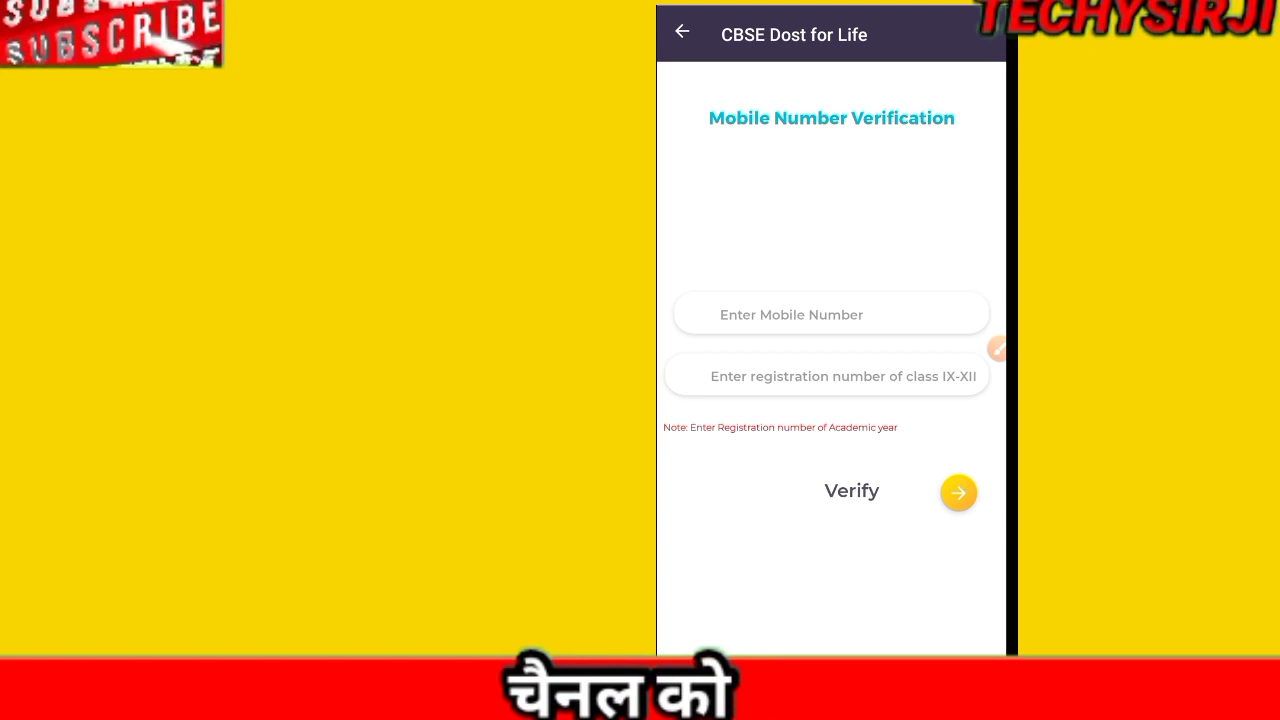 SUBSCRIBE
TECHYSIRJI
CBSE Dost for Life
Mobile Number Verification
Enter Mobile Number
Enter registration number of class IX-XII
Note: Enter Registration number of Academic year
Verify
चैनल को